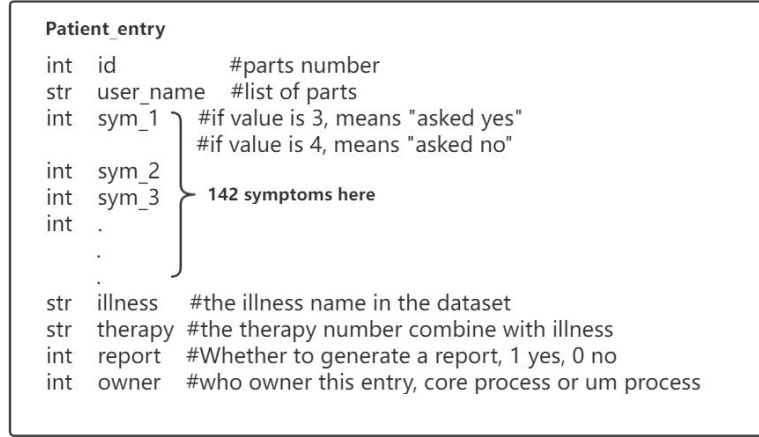 Patient_entry
int id #parts number
str user_name #list of parts
int sym_1 #if value is 3, means "asked yes"
#if value is 4, means "asked no"
int sym_2
int sym_3 142 symptoms here
int .
.
.
str illness #the illness name in the dataset
str therapy #the therapy number combine with illness
int report #Whether to generate a report, 1 yes, 0 no
int owner #who owner this entry, core process or um process